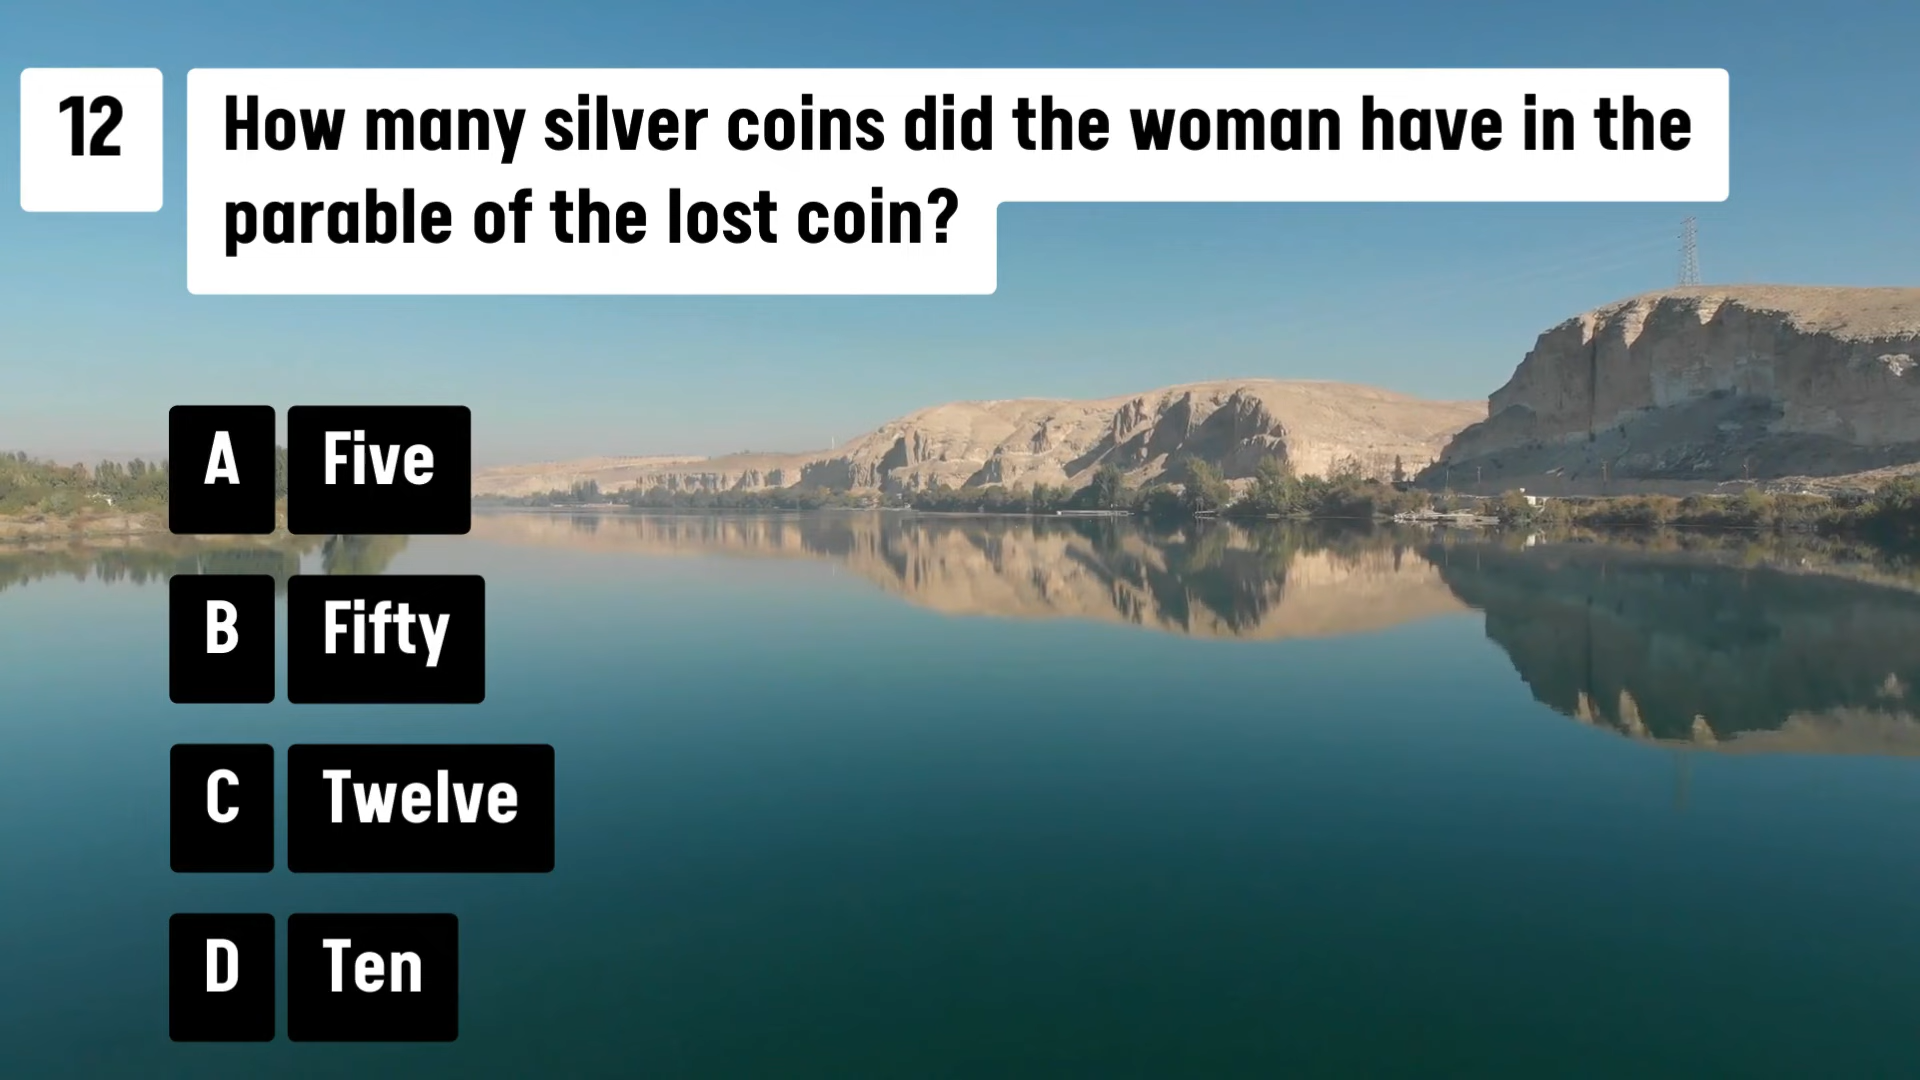 12
How many silver coins did the woman have in the
parable of the lost coin?
A Five
B Fifty
C Twelve
D Ten